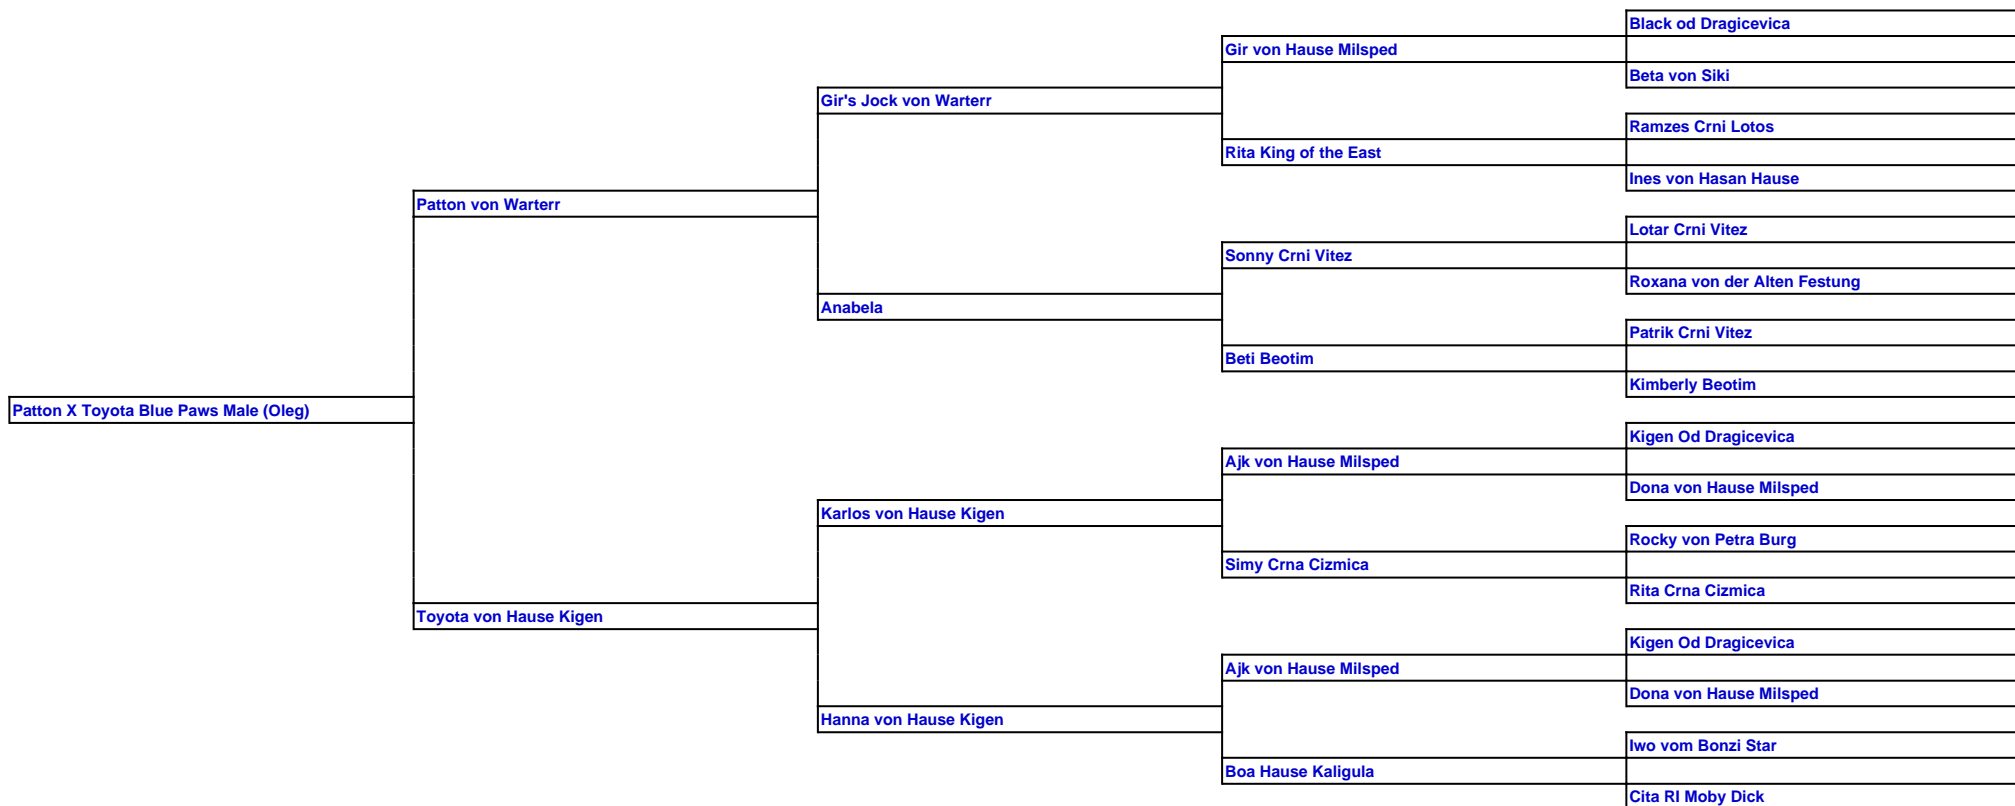 Black od Dragicevica
Gir von Hause Milsped
Beta von Siki
Gir's Jock von Warterr
Ramzes Crni Lotos
Rita King of the East
Ines von Hasan Hause
Patton von Warterr
Lotar Crni Vitez
Sonny Crni Vitez
Roxana von der Alten Festung
Anabela
Patrik Crni Vitez
Beti Beotim
Kimberly Beotim
Patton X Toyota Blue Paws Male (Oleg)
Kigen Od Dragicevica
Ajk von Hause Milsped
Dona von Hause Milsped
Karlos von Hause Kigen
Rocky von Petra Burg
Simy Crna Cizmica
Rita Crna Cizmica
Toyota von Hause Kigen
Kigen Od Dragicevica
Ajk von Hause Milsped
Dona von Hause Milsped
Hanna von Hause Kigen
Iwo vom Bonzi Star
Boa Hause Kaligula
Cita RI Moby Dick